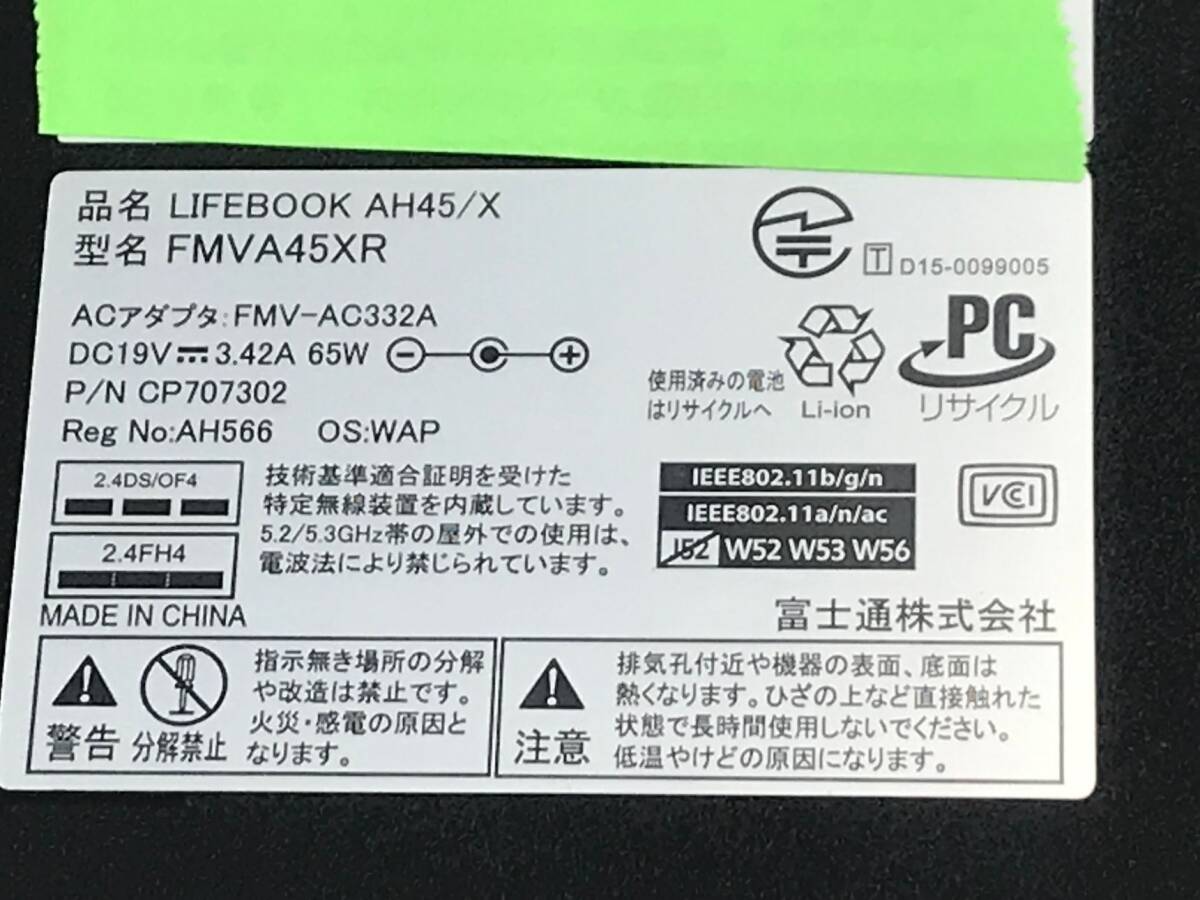 品名 LIFEBOOK AH45/X
型名 FMVA45XR
T D15-0099005
ACアダプタ:FMV-AC332A
DC19V 3.42A 65W
P/N CP707302
Reg No:AH566 OS:WAP
使用済みの電池
はリサイクルへ
Li-ion
PC
リサイクル
2.4DS/OF4
2.4FH4
技術基準適合証明を受けた
特定無線装置を内蔵しています。
5.2/5.3GHz帯の屋外での使用は、
電波法により禁じられています。
IEEE802.11b/g/n
IEEE802.11a/n/ac
J52 W52 W53 W56
VCCI
MADE IN CHINA
富士通株式会社
警告
分解禁止
指示無き場所の分解
や改造は禁止です。
火災・感電の原因と
なります。
注意
排気孔付近や機器の表面、底面は
熱くなります。ひざの上など直接触れた
状態で長時間使用しないでください。
低温やけどの原因になります。